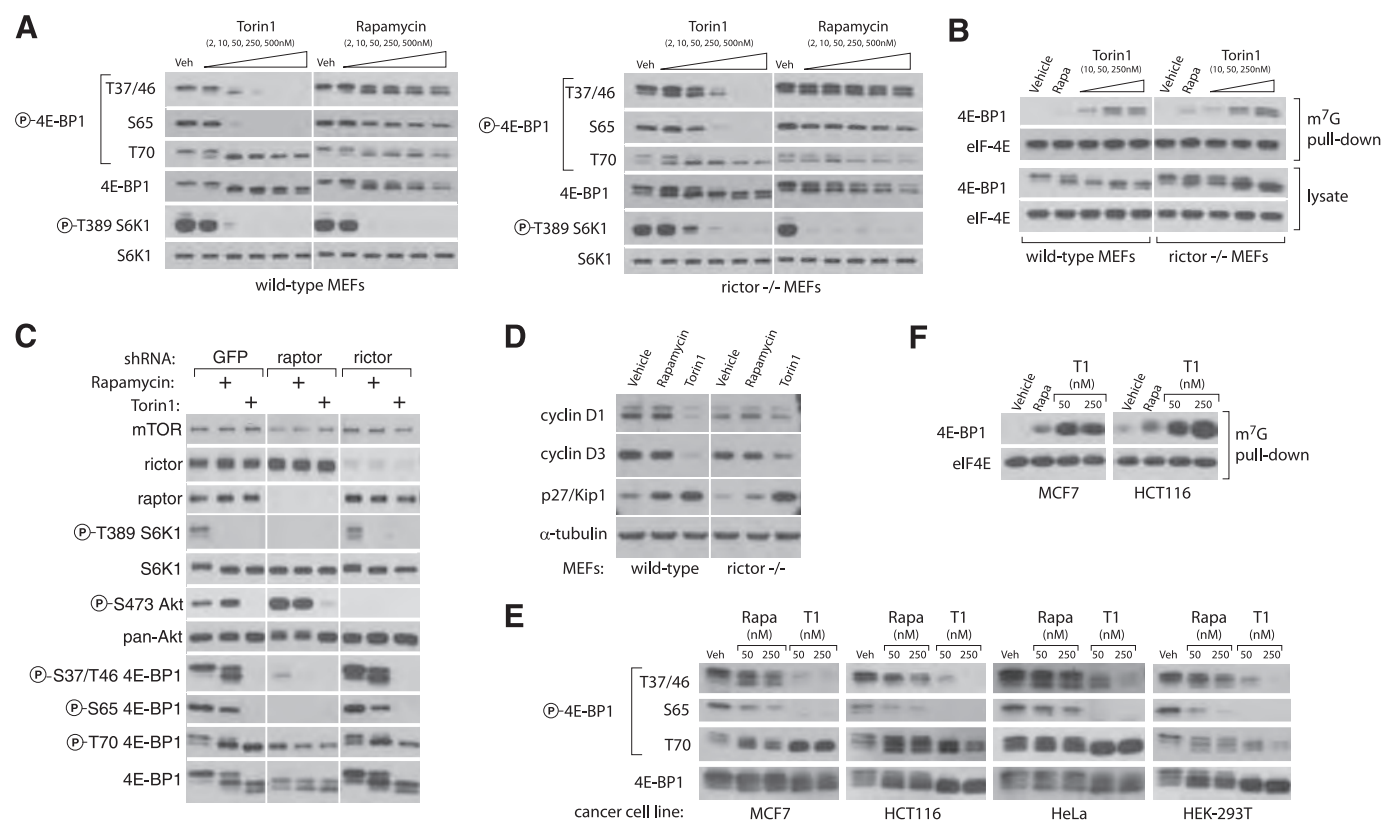 A
Torin1
(2, 10, 50, 250, 500nM)
Rapamycin
(2, 10, 50, 250, 500nM)
Veh
Veh
T37/46
Ⓟ-4E-BP1
S65
T70
4E-BP1
Ⓟ-T389 S6K1
S6K1
wild-type MEFs
Torin1
(2, 10, 50, 250, 500nM)
Rapamycin
(2, 10, 50, 250, 500nM)
Veh
Veh
T37/46
Ⓟ-4E-BP1
S65
T70
4E-BP1
Ⓟ-T389 S6K1
S6K1
rictor -/- MEFs
B
Vehicle
Rapa
Torin1
(10, 50, 250nM)
Vehicle
Rapa
Torin1
(10, 50, 250nM)
4E-BP1
eIF-4E
m⁷G
pull-down
4E-BP1
eIF-4E
lysate
wild-type MEFs
rictor -/- MEFs
C
shRNA: GFP raptor rictor
Rapamycin: + + +
Torin1: + + +
mTOR
rictor
raptor
Ⓟ-T389 S6K1
S6K1
Ⓟ-S473 Akt
pan-Akt
Ⓟ-S37/T46 4E-BP1
Ⓟ-S65 4E-BP1
Ⓟ-T70 4E-BP1
4E-BP1
D
Vehicle
Rapamycin
Torin1
Vehicle
Rapamycin
Torin1
cyclin D1
cyclin D3
p27/Kip1
α-tubulin
MEFs: wild-type rictor -/-
F
Vehicle
Rapa
T1
(nM)
50 250
Vehicle
Rapa
T1
(nM)
50 250
4E-BP1
eIF4E
m⁷G
pull-down
MCF7
HCT116
E
Rapa
(nM)
T1
(nM)
Rapa
(nM)
T1
(nM)
Rapa
(nM)
T1
(nM)
Rapa
(nM)
T1
(nM)
Veh 50 250 50 250
Veh 50 250 50 250
Veh 50 250 50 250
Veh 50 250 50 250
T37/46
Ⓟ-4E-BP1
S65
T70
4E-BP1
cancer cell line: MCF7 HCT116 HeLa HEK-293T